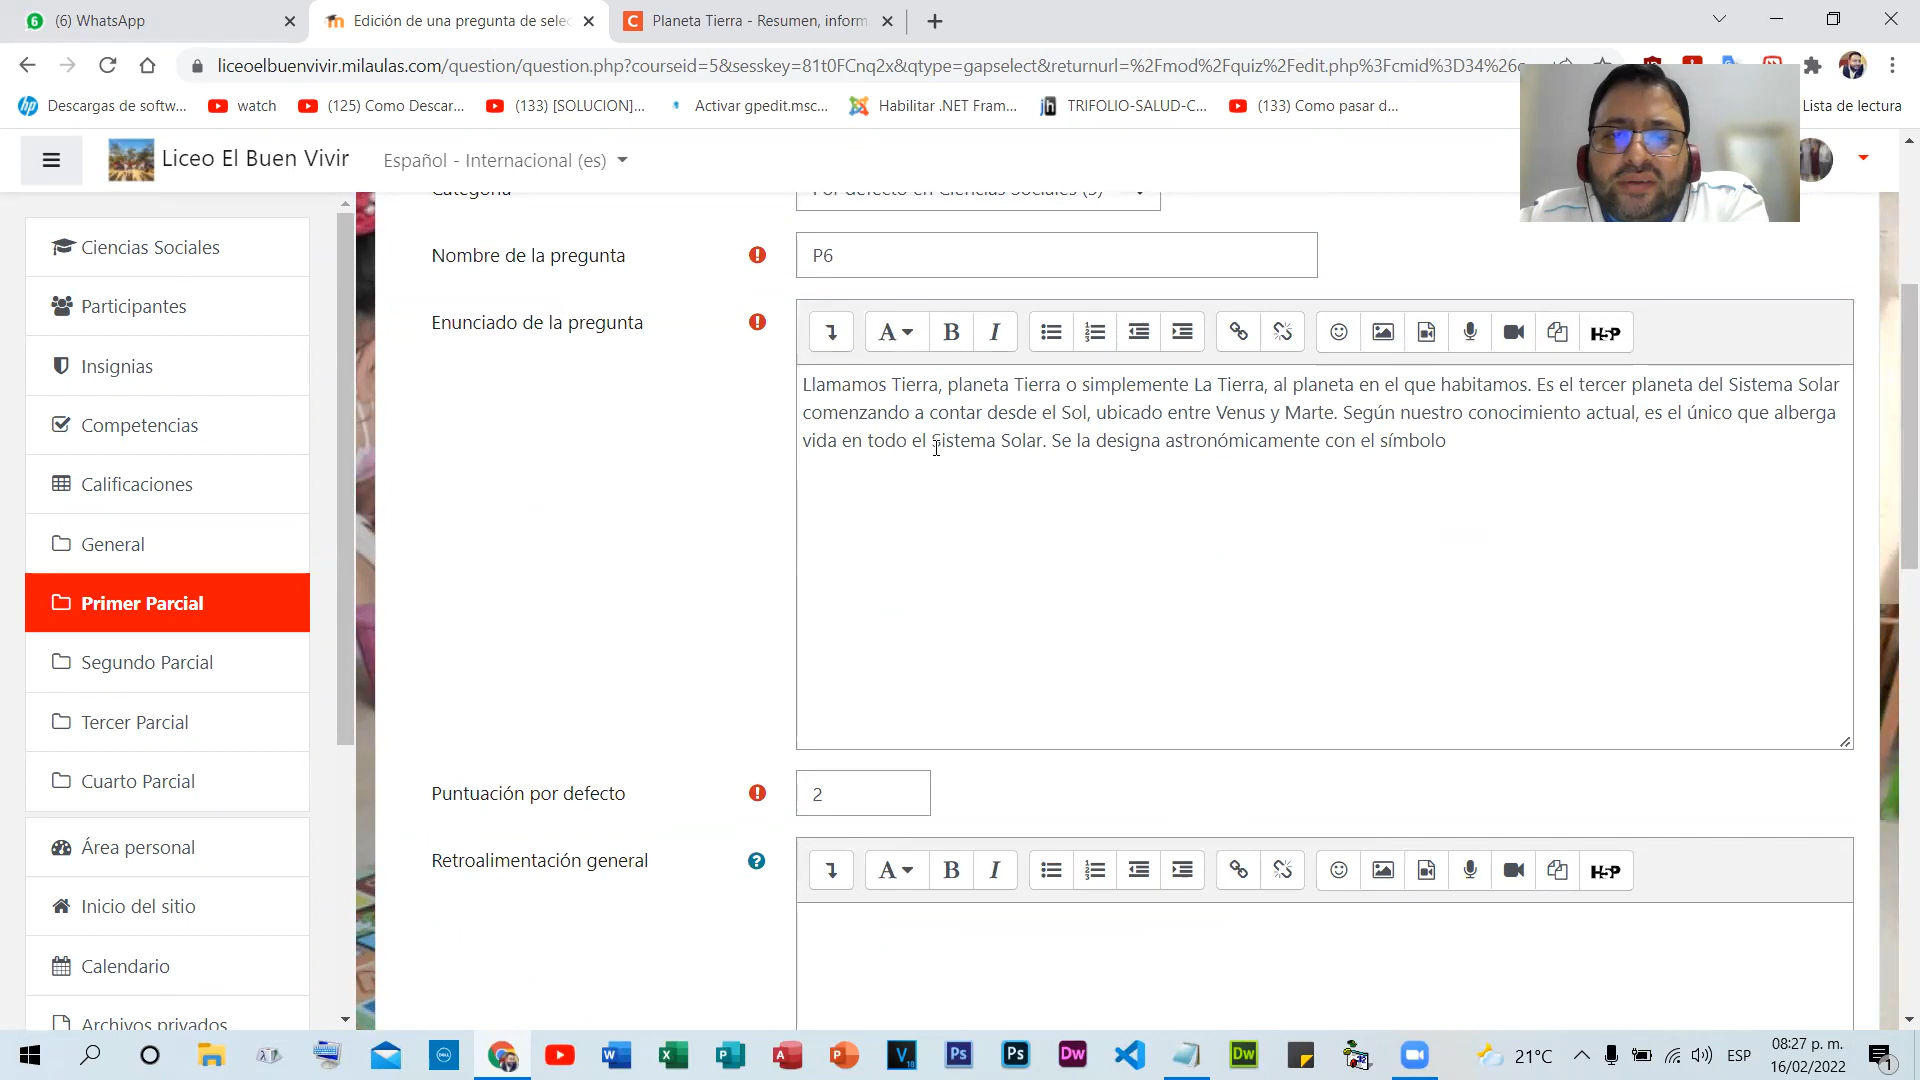 (6) WhatsApp
Edición de una pregunta de selec
Planeta Tierra - Resumen, inform
liceoelbuenvivir.milaulas.com/question/question.php?courseid=5&sesskey=81t0FCnq2x&qtype=gapselect&returnurl=%2Fmod%2Fquiz%2Fedit.php%3Fcmid%3D34%26c
Descargas de softw...
watch
(125) Como Descar...
(133) [SOLUCION]...
Activar gpedit.msc...
Habilitar .NET Fram...
TRIFOLIO-SALUD-C...
(133) Como pasar d...
Lista de lectura
Liceo El Buen Vivir
Español - Internacional (es)
Ciencias Sociales
Participantes
Insignias
Competencias
Calificaciones
General
Primer Parcial
Segundo Parcial
Tercer Parcial
Cuarto Parcial
Área personal
Inicio del sitio
Calendario
Archivos privados
Categoría
Por defecto en Ciencias Sociales (5)
Nombre de la pregunta
P6
Enunciado de la pregunta
A B I
H5P
Llamamos Tierra, planeta Tierra o simplemente La Tierra, al planeta en el que habitamos. Es el tercer planeta del Sistema Solar
comenzando a contar desde el Sol, ubicado entre Venus y Marte. Según nuestro conocimiento actual, es el único que alberga
vida en todo el Sistema Solar. Se la designa astronómicamente con el símbolo
Puntuación por defecto
2
Retroalimentación general
A B I
H5P
21°C
ESP
08:27 p. m.
16/02/2022